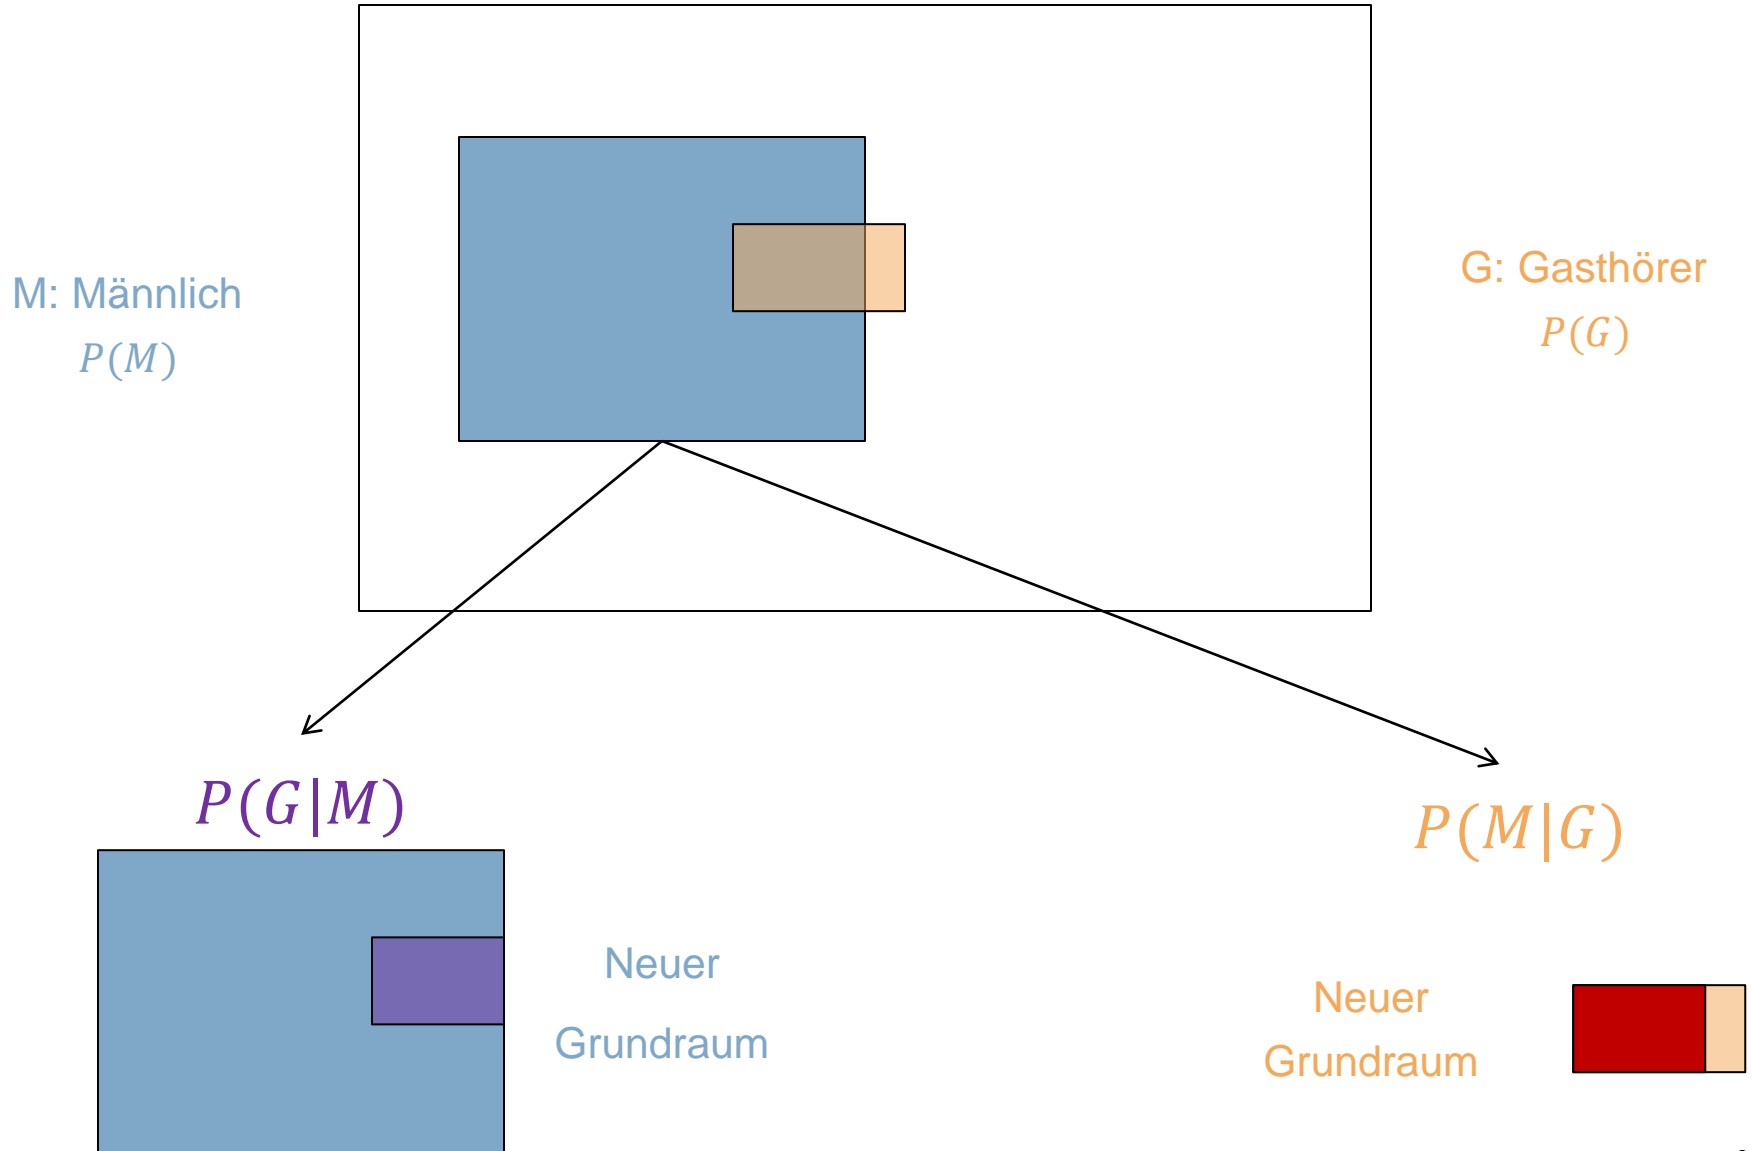 M: Männlich
P(M)
G: Gasthörer
P(G)
P(G|M)
P(M|G)
Neuer
Grundraum
Neuer
Grundraum